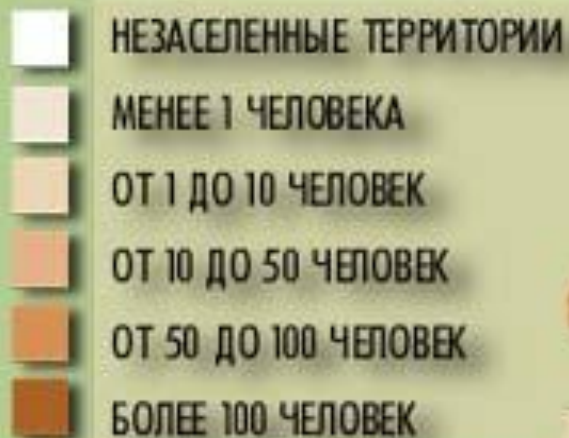 НЕЗАСЕЛЕННЫЕ ТЕРРИТОРИИ
МЕНЕЕ 1 ЧЕЛОВЕКА
ОТ 1 ДО 10 ЧЕЛОВЕК
ОТ 10 ДО 50 ЧЕЛОВЕК
ОТ 50 ДО 100 ЧЕЛОВЕК
БОЛЕЕ 100 ЧЕЛОВЕК